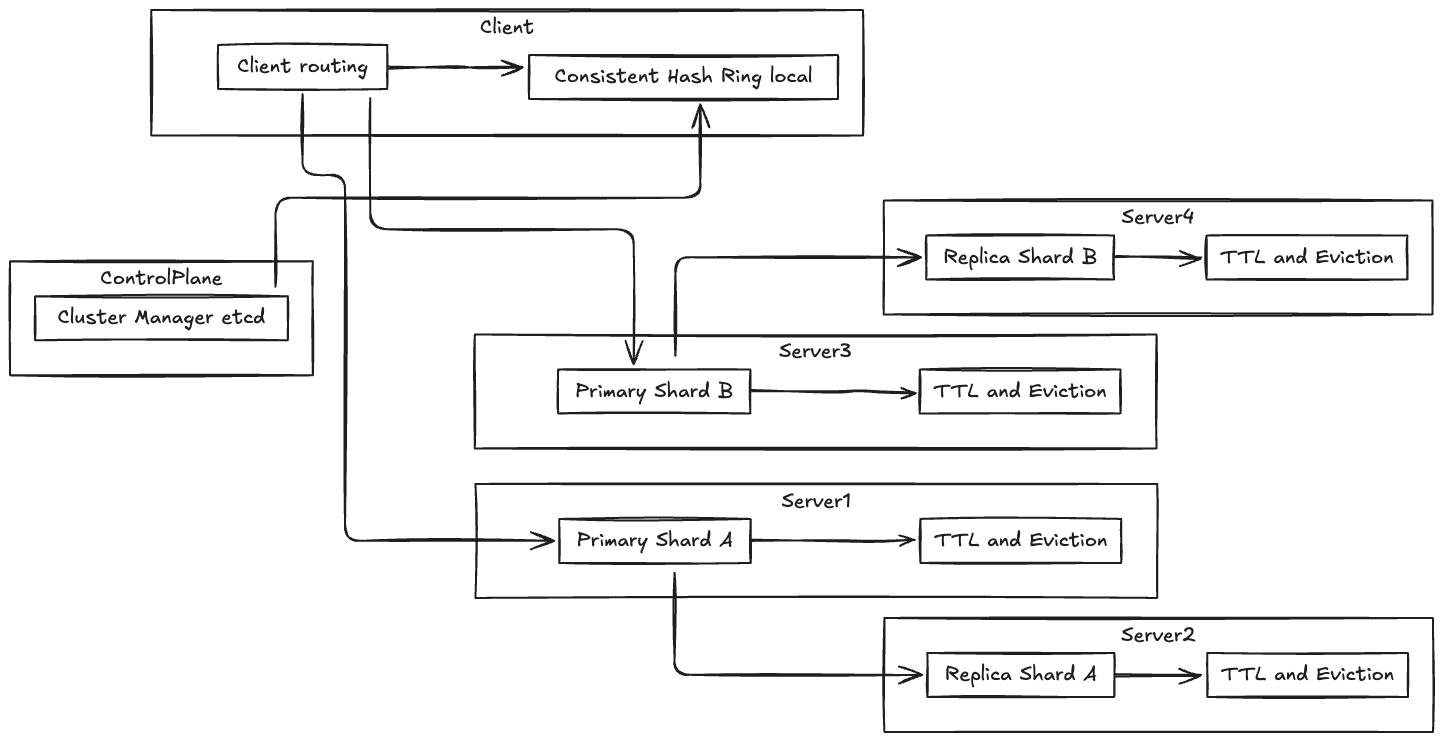 Client
Client routing
Consistent Hash Ring local
Server4
Replica Shard B
TTL and Eviction
ControlPlane
Cluster Manager etcd
Server3
Primary Shard B
TTL and Eviction
Server1
Primary Shard A
TTL and Eviction
Server2
Replica Shard A
TTL and Eviction